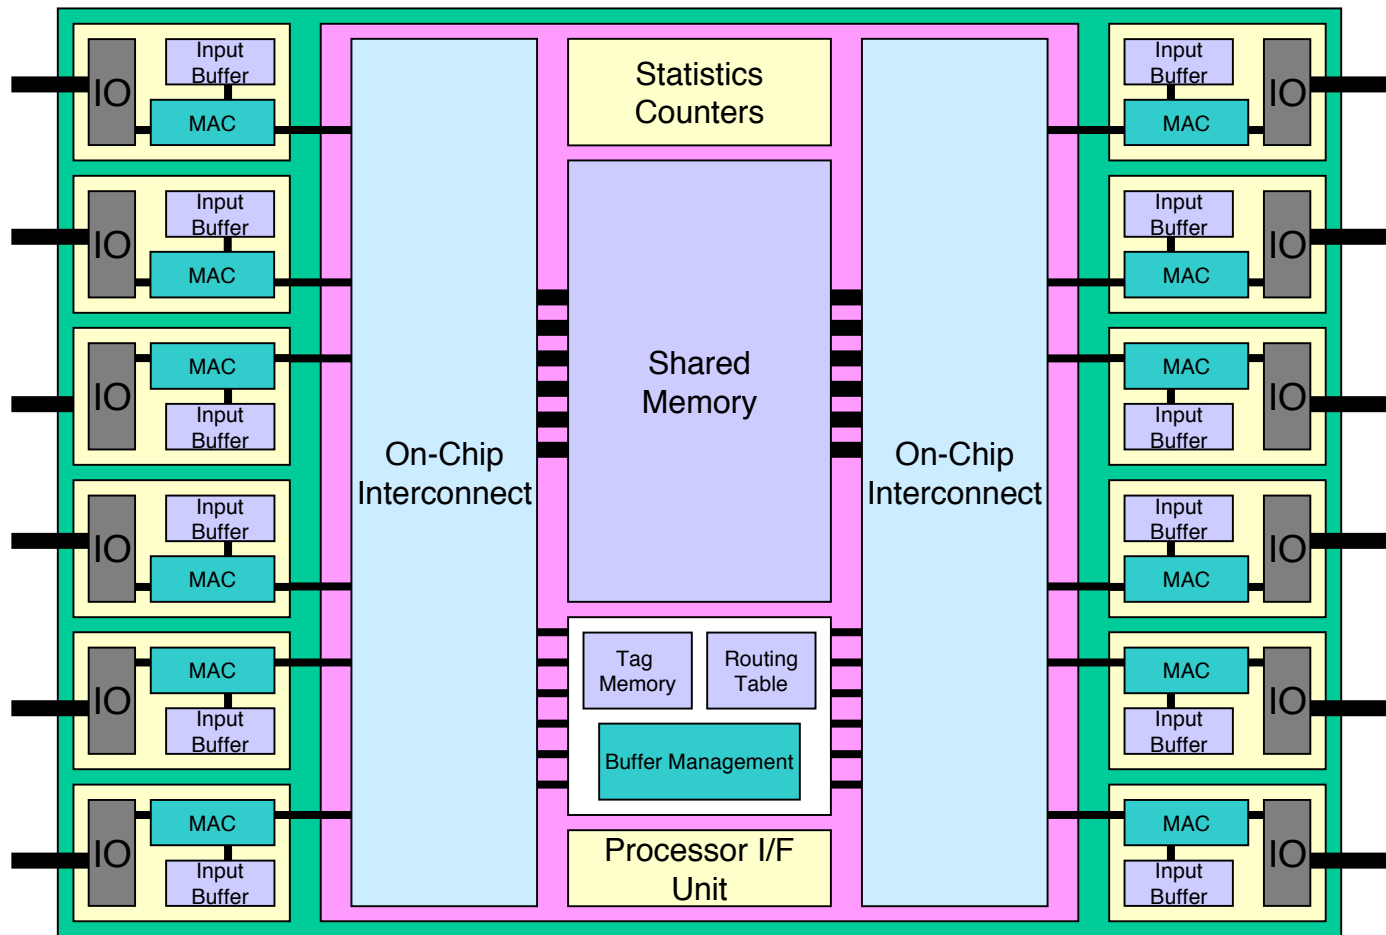 IO
Input
Buffer
MAC
IO
Input
Buffer
MAC
IO
MAC
Input
Buffer
IO
Input
Buffer
MAC
IO
MAC
Input
Buffer
IO
MAC
Input
Buffer
On-Chip
Interconnect
Statistics
Counters
Shared
Memory
Tag
Memory
Routing
Table
Buffer Management
Processor I/F
Unit
On-Chip
Interconnect
Input
Buffer
MAC
IO
Input
Buffer
MAC
IO
MAC
Input
Buffer
IO
Input
Buffer
MAC
IO
MAC
Input
Buffer
IO
MAC
Input
Buffer
IO